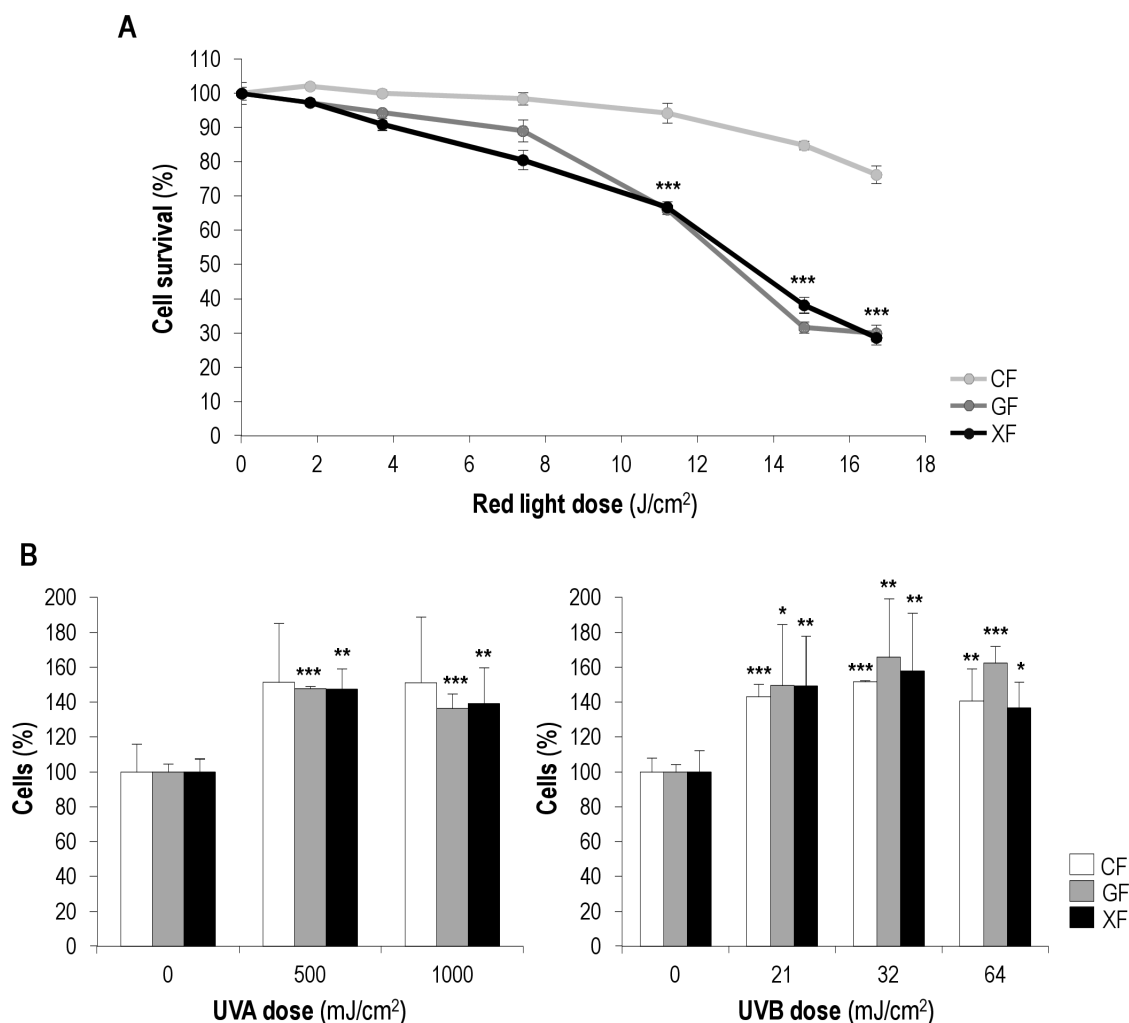 A
110
100
90
80
70
60
50
40
30
20
10
0
Cell survival (%)
***
***
***
0 2 4 6 8 10 12 14 16 18
Red light dose (J/cm²)
CF
GF
XF
B
200
180
160
140
120
100
80
60
40
20
0
Cells (%)
*** **
*** **
0 500 1000
UVA dose (mJ/cm²)
200
180
160
140
120
100
80
60
40
20
0
Cells (%)
*** * **
*** ** **
** *** *
0 21 32 64
UVB dose (mJ/cm²)
CF
GF
XF